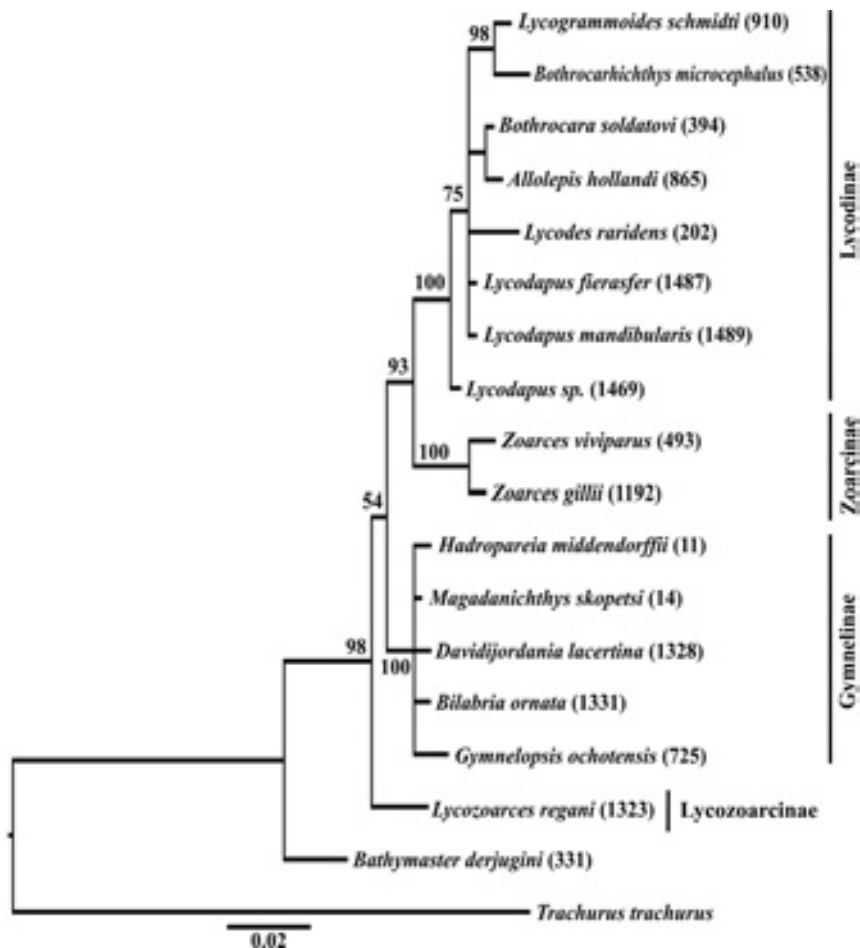 98
Lycogrammoides schmidti (910)
Bothrocarhichthys microcephalus (538)
Bothrocara soldatovi (394)
Allolepis hollandi (865)
75
Lycodes raridens (202)
Lycodapus fierasfer (1487)
100
Lycodapus mandibularis (1489)
Lycodapus sp. (1469)
Lycodinae
93
Zoarces viviparus (493)
100
Zoarces gillii (1192)
Zoarcinae
54
Hadropareia middendorffii (11)
Magadanichthys skopetsi (14)
98
Davidijordania lacertina (1328)
100
Bilabria ornata (1331)
Gymnelopsis ochotensis (725)
Gymnelinae
Lycozoarces regani (1323)
Lycozoarcinae
Bathymaster derjugini (331)
Trachurus trachurus
0.02